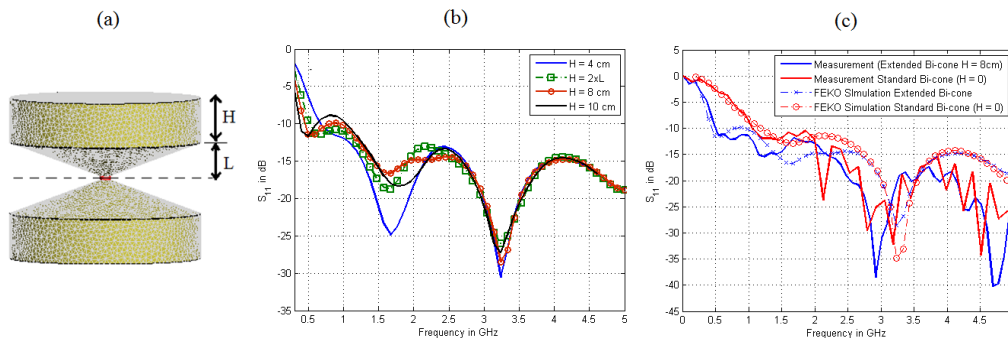 (a)
H
L
(b)
S11 in dB
0
-5
-10
-15
-20
-25
-30
-35
0.5
1
1.5
2
2.5
3
3.5
4
4.5
5
Frequency in GHz
H = 4 cm
H = 2xL
H = 8 cm
H = 10 cm
(c)
S11 in dB
5
0
-5
-10
-15
-20
-25
-30
-35
-40
-45
0
0.5
1
1.5
2
2.5
3
3.5
4
4.5
Frequency in GHz
Measurement (Extended Bi-cone H = 8cm)
Measurement Standard Bi-cone (H = 0)
FEKO SImulation Extended Bi-cone
FEKO SImulation Standard Bi-cone (H = 0)